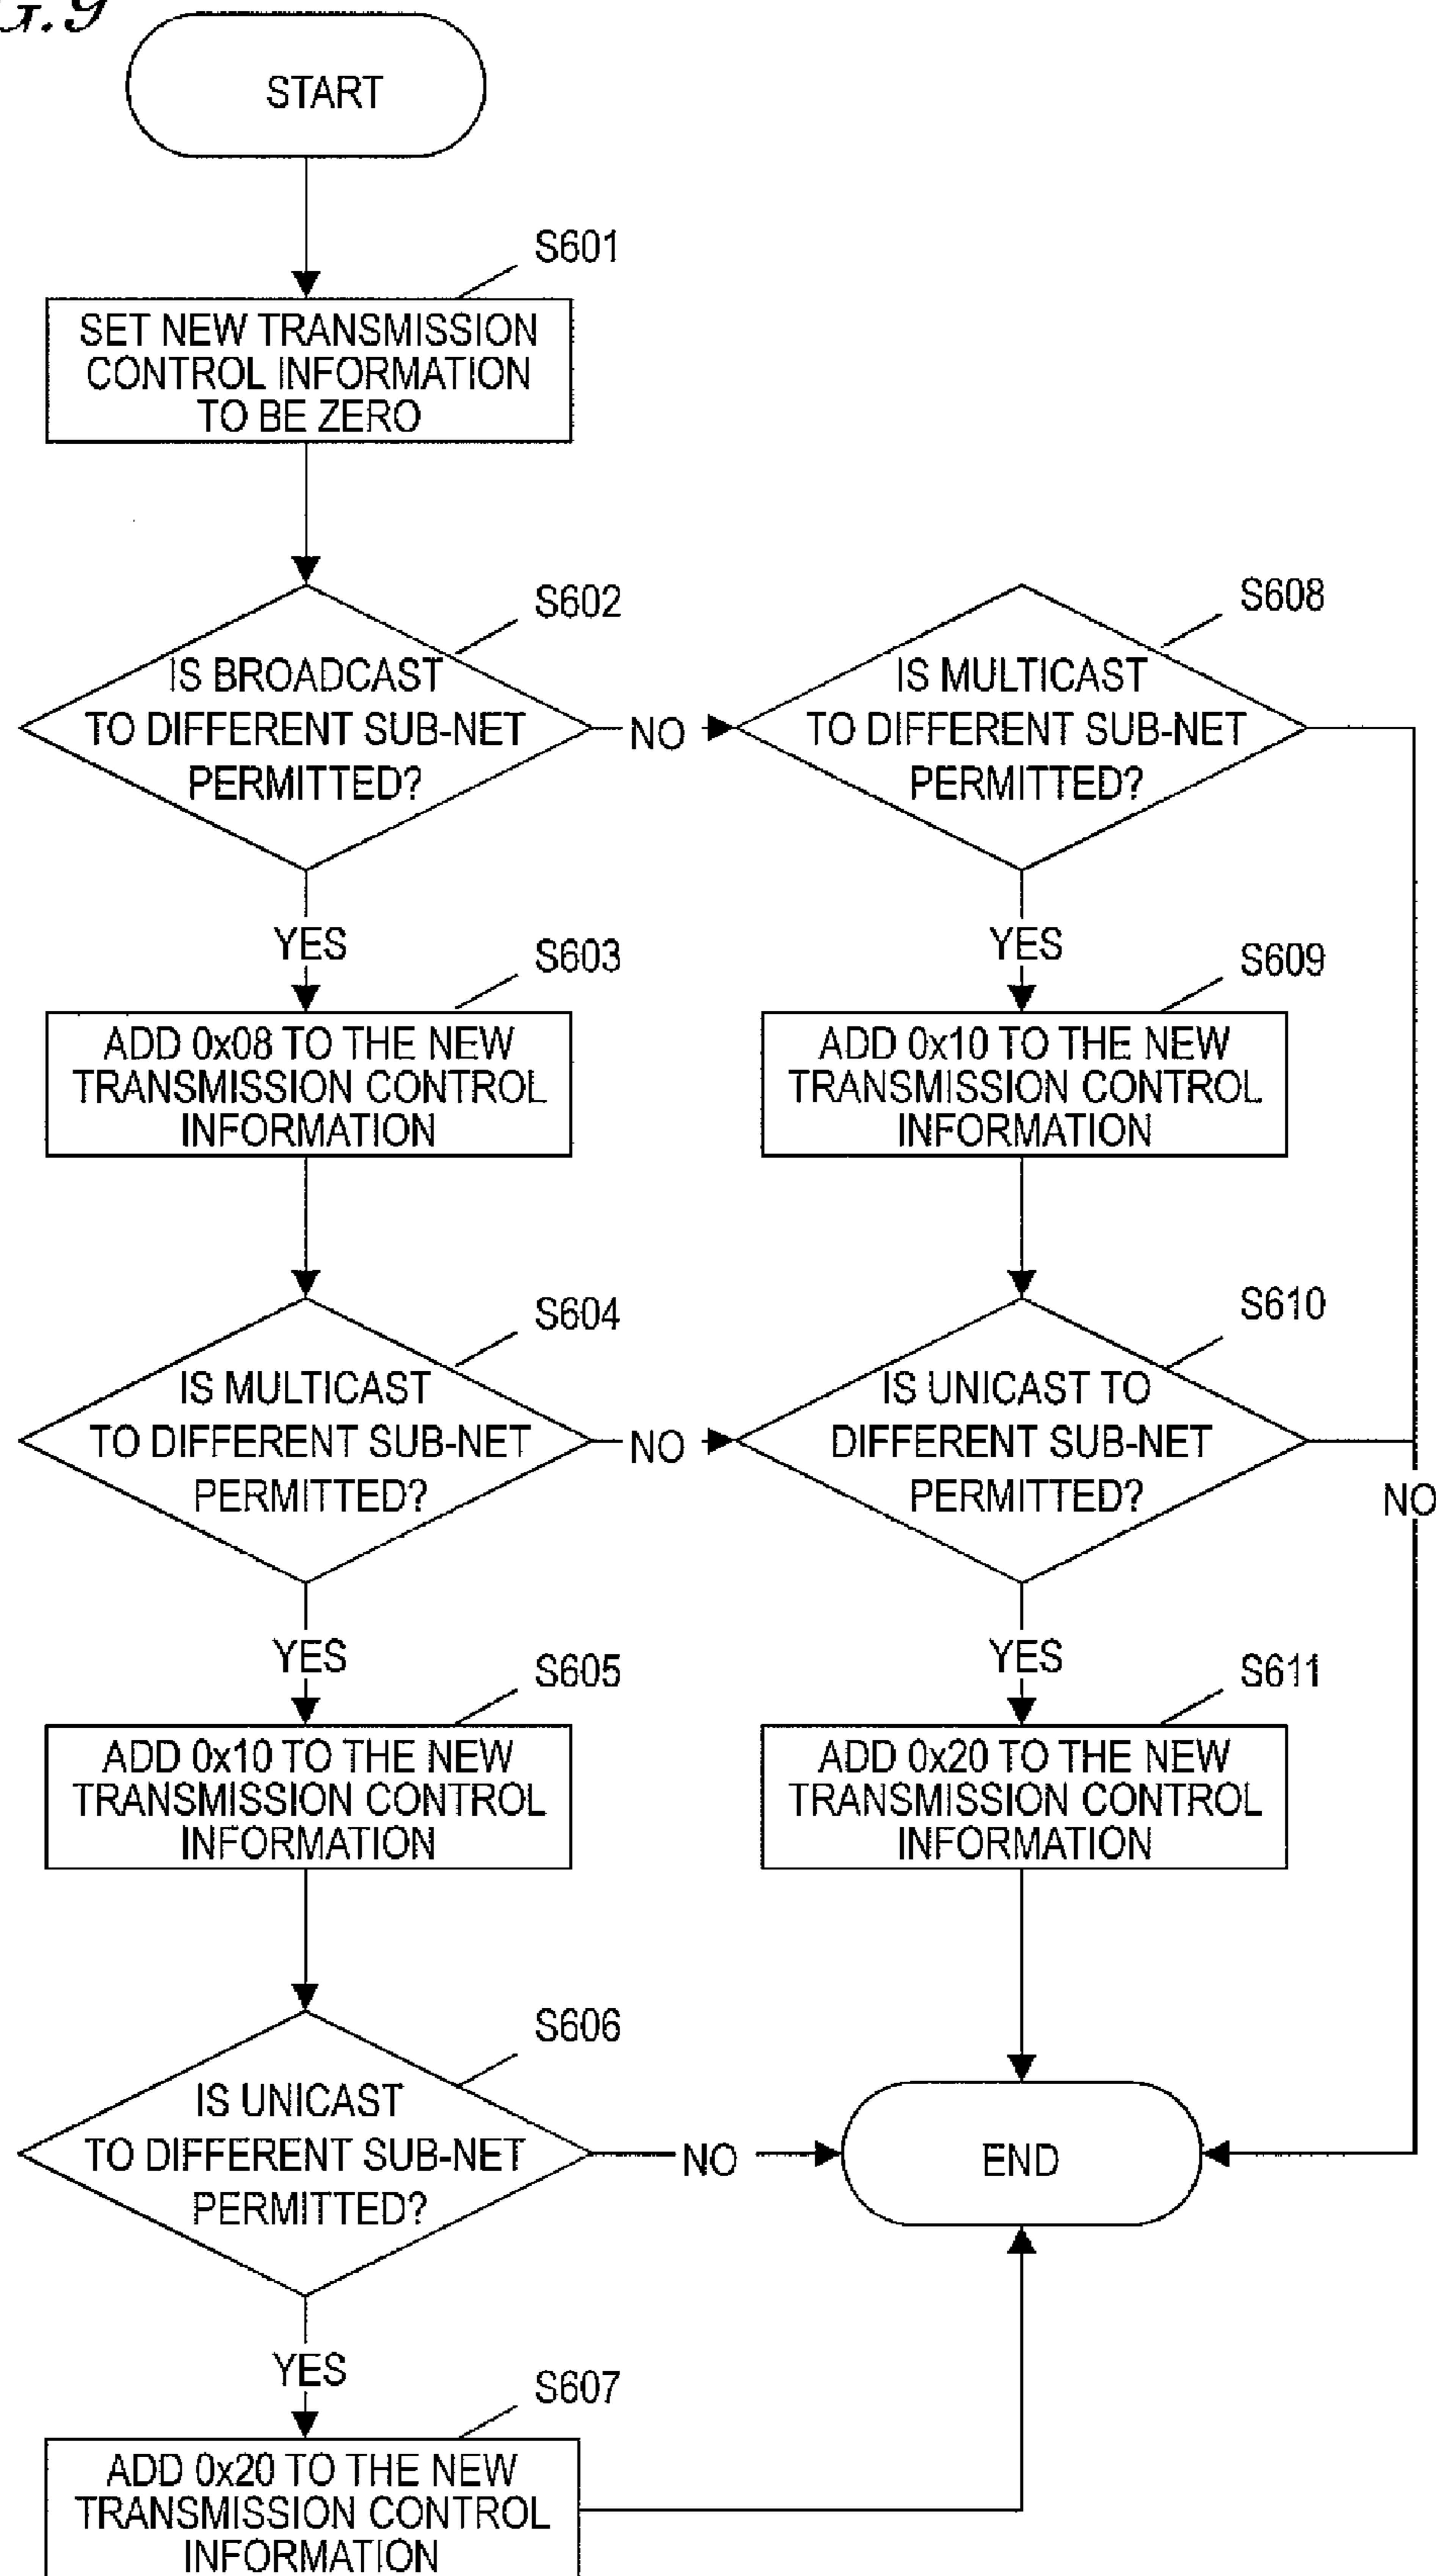 G.9
START
S601
SET NEW TRANSMISSION
CONTROL INFORMATION
TO BE ZERO
S602
IS BROADCAST
TO DIFFERENT SUB-NET
PERMITTED?
NO
S608
IS MULTICAST
TO DIFFERENT SUB-NET
PERMITTED?
YES
S603
ADD 0x08 TO THE NEW
TRANSMISSION CONTROL
INFORMATION
YES
S609
ADD 0x10 TO THE NEW
TRANSMISSION CONTROL
INFORMATION
S604
IS MULTICAST
TO DIFFERENT SUB-NET
PERMITTED?
NO
S610
IS UNICAST TO
DIFFERENT SUB-NET
PERMITTED?
NO
YES
S605
ADD 0x10 TO THE NEW
TRANSMISSION CONTROL
INFORMATION
YES
S611
ADD 0x20 TO THE NEW
TRANSMISSION CONTROL
INFORMATION
S606
IS UNICAST
TO DIFFERENT SUB-NET
PERMITTED?
NO
END
YES
S607
ADD 0x20 TO THE NEW
TRANSMISSION CONTROL
INFORMATION